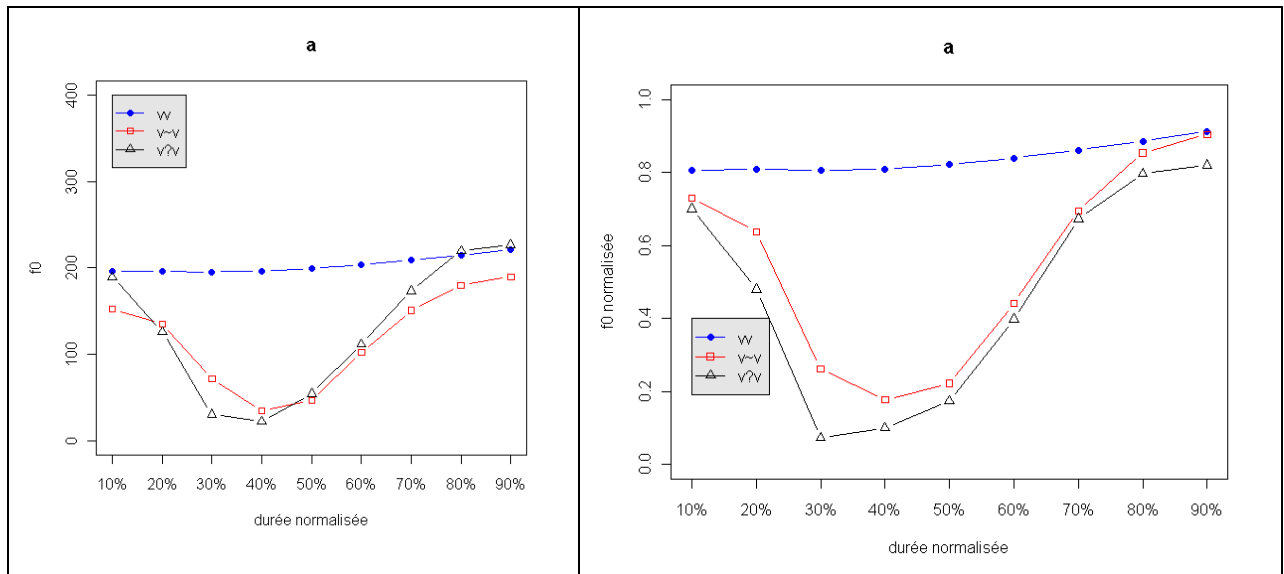 a
f0
400
300
200
100
0
vv
v~v
v?v
10% 20% 30% 40% 50% 60% 70% 80% 90%
durée normalisée
a
f0 normalisée
1.0
0.8
0.6
0.4
0.2
0.0
vv
v~v
v?v
10% 20% 30% 40% 50% 60% 70% 80% 90%
durée normalisée